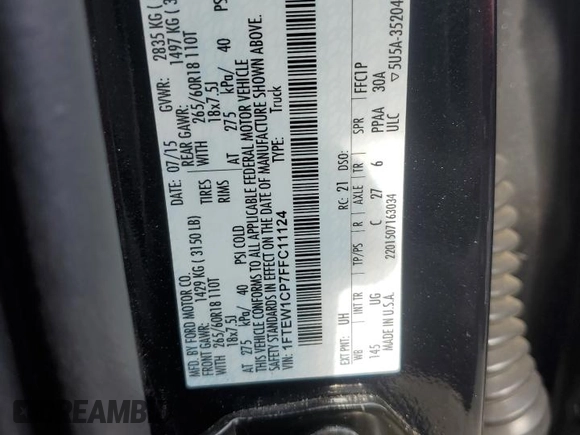 MFD. BY FORD MOTOR CO.
DATE: 07/15 GVWR: 2835 KG (
FRONT GAWR: 1429 KG ( 3150 LB) REAR GAWR: 1497 KG (
WITH 265/60R18 110T TIRES WITH 265/60R18 110T
18x7.5J RIMS 18x7.5J
AT 275 kPa/ 40 PSI COLD AT 275 kPa/ 40 PSI
THIS VEHICLE CONFORMS TO ALL APPLICABLE FEDERAL MOTOR VEHICLE
SAFETY STANDARDS IN EFFECT ON THE DATE OF MANUFACTURE SHOWN ABOVE.
VIN: 1FTEW1CP7FFC11124 TYPE: Truck
EXT PNT: UH RC: 21 DSO: FFC1P
WB INT TR TP/PS R AXLE TR SPR 30A
145 UG C 27 6 PPAA
MADE IN U.S.A. 2201507163034 ULC ▽5U5A-35204
DREAMBID